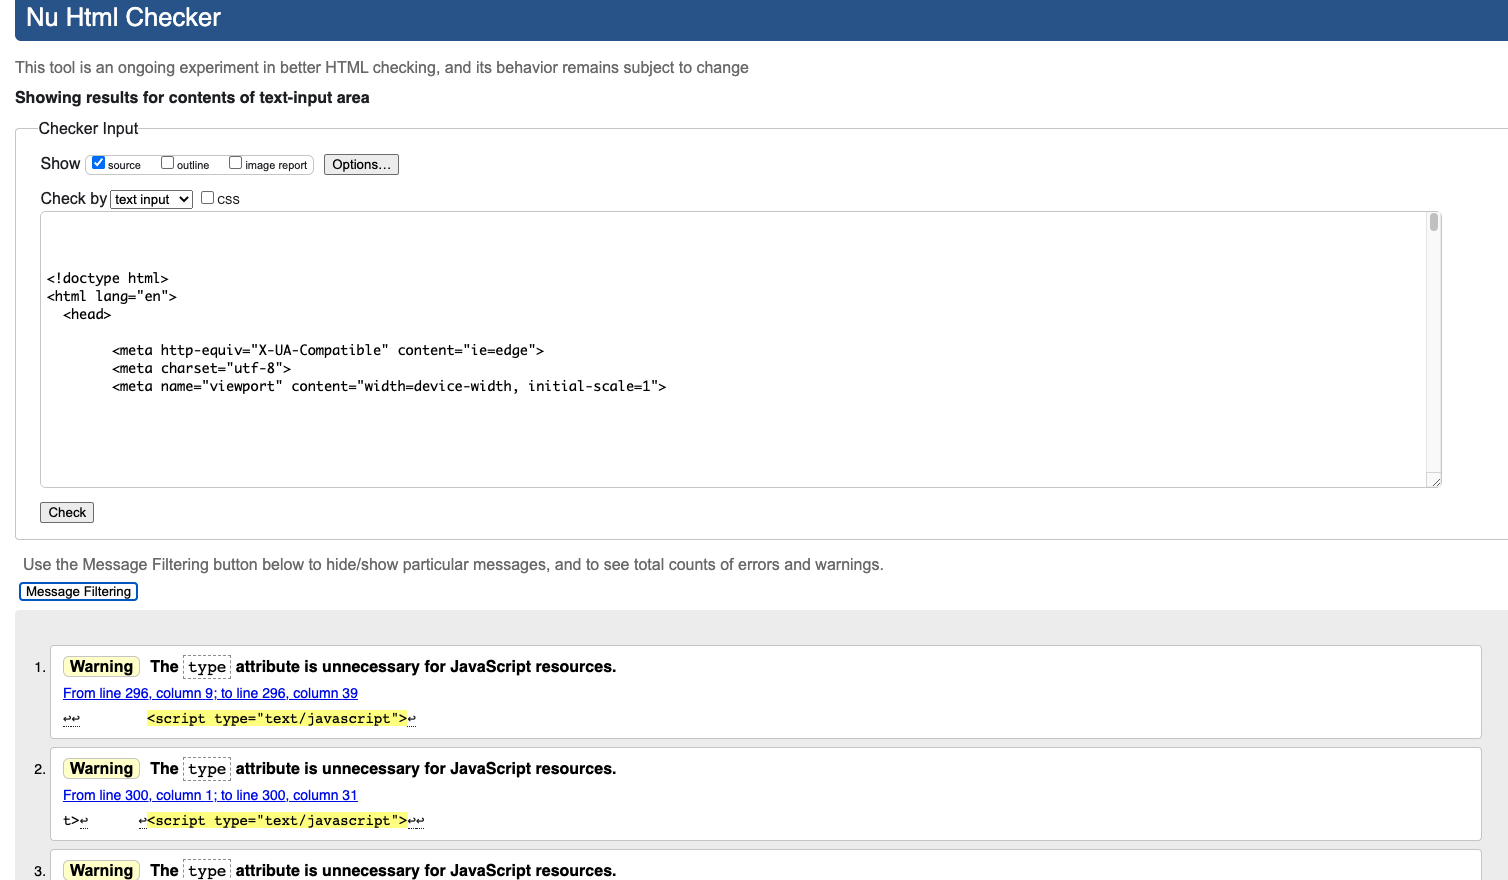 Nu Html Checker
This tool is an ongoing experiment in better HTML checking, and its behavior remains subject to change
Showing results for contents of text-input area
Checker Input
Show source outline image report Options...
Check by text input CSS
<!doctype html>
<html lang="en">
<head>
<meta http-equiv="X-UA-Compatible" content="ie=edge">
<meta charset="utf-8">
<meta name="viewport" content="width=device-width, initial-scale=1">
Check
Use the Message Filtering button below to hide/show particular messages, and to see total counts of errors and warnings.
Message Filtering
1. Warning The type attribute is unnecessary for JavaScript resources.
From line 296, column 9; to line 296, column 39
↩↩ <script type="text/javascript">↩
2. Warning The type attribute is unnecessary for JavaScript resources.
From line 300, column 1; to line 300, column 31
t>↩ ↩<script type="text/javascript">↩↩
3. Warning The type attribute is unnecessary for JavaScript resources.